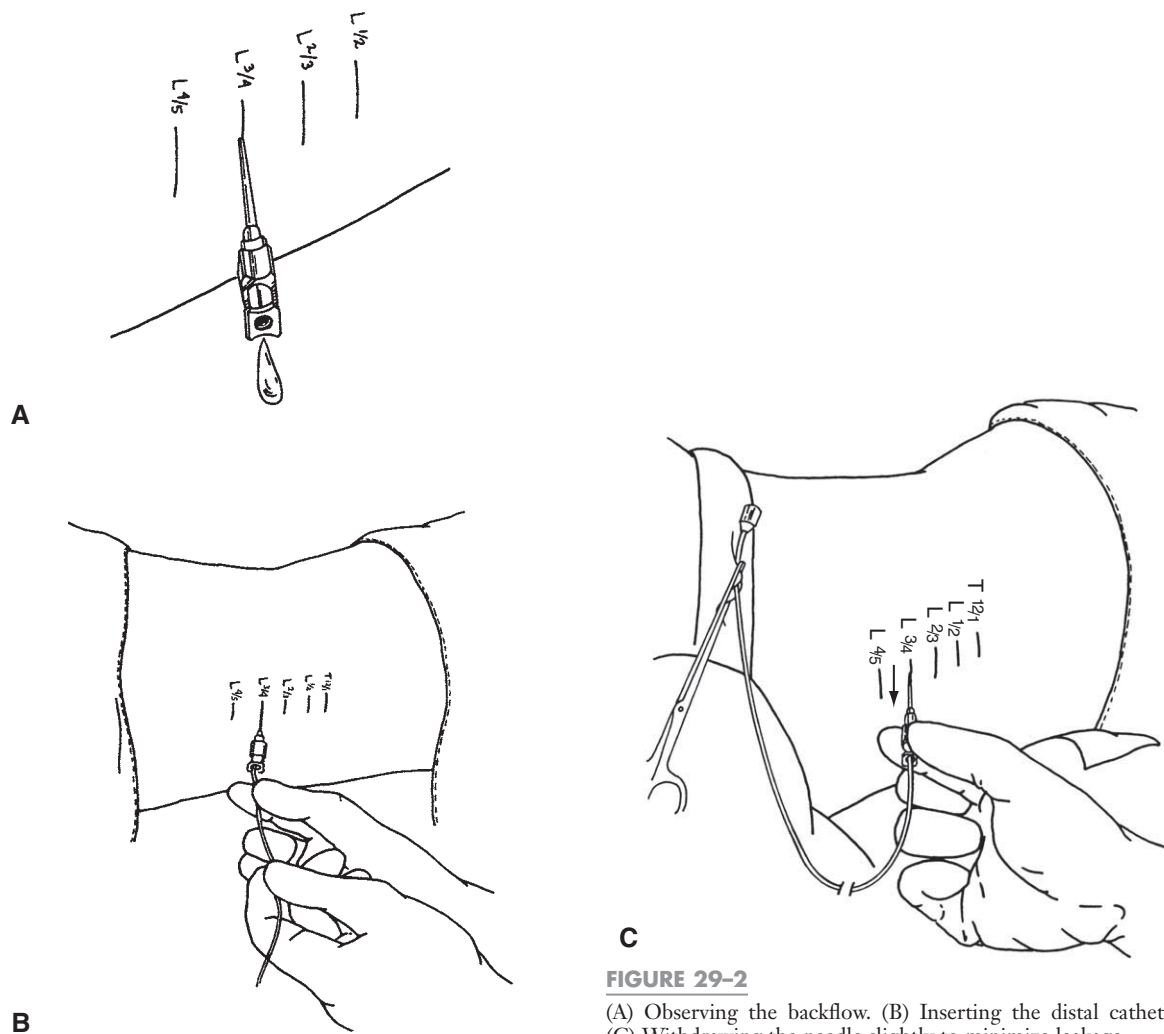 L 4/5
L 3/4
L 2/3
L 1/2
A
L 4/5
L 3/4
L 2/3
L 1/2
T 12/1
B
L 4/5
L 3/4
L 2/3
L 1/2
T 12/1
C
FIGURE 29–2
(A) Observing the backflow. (B) Inserting the distal cathet
(C) Withdrawing the needle slightly to minimize leakage